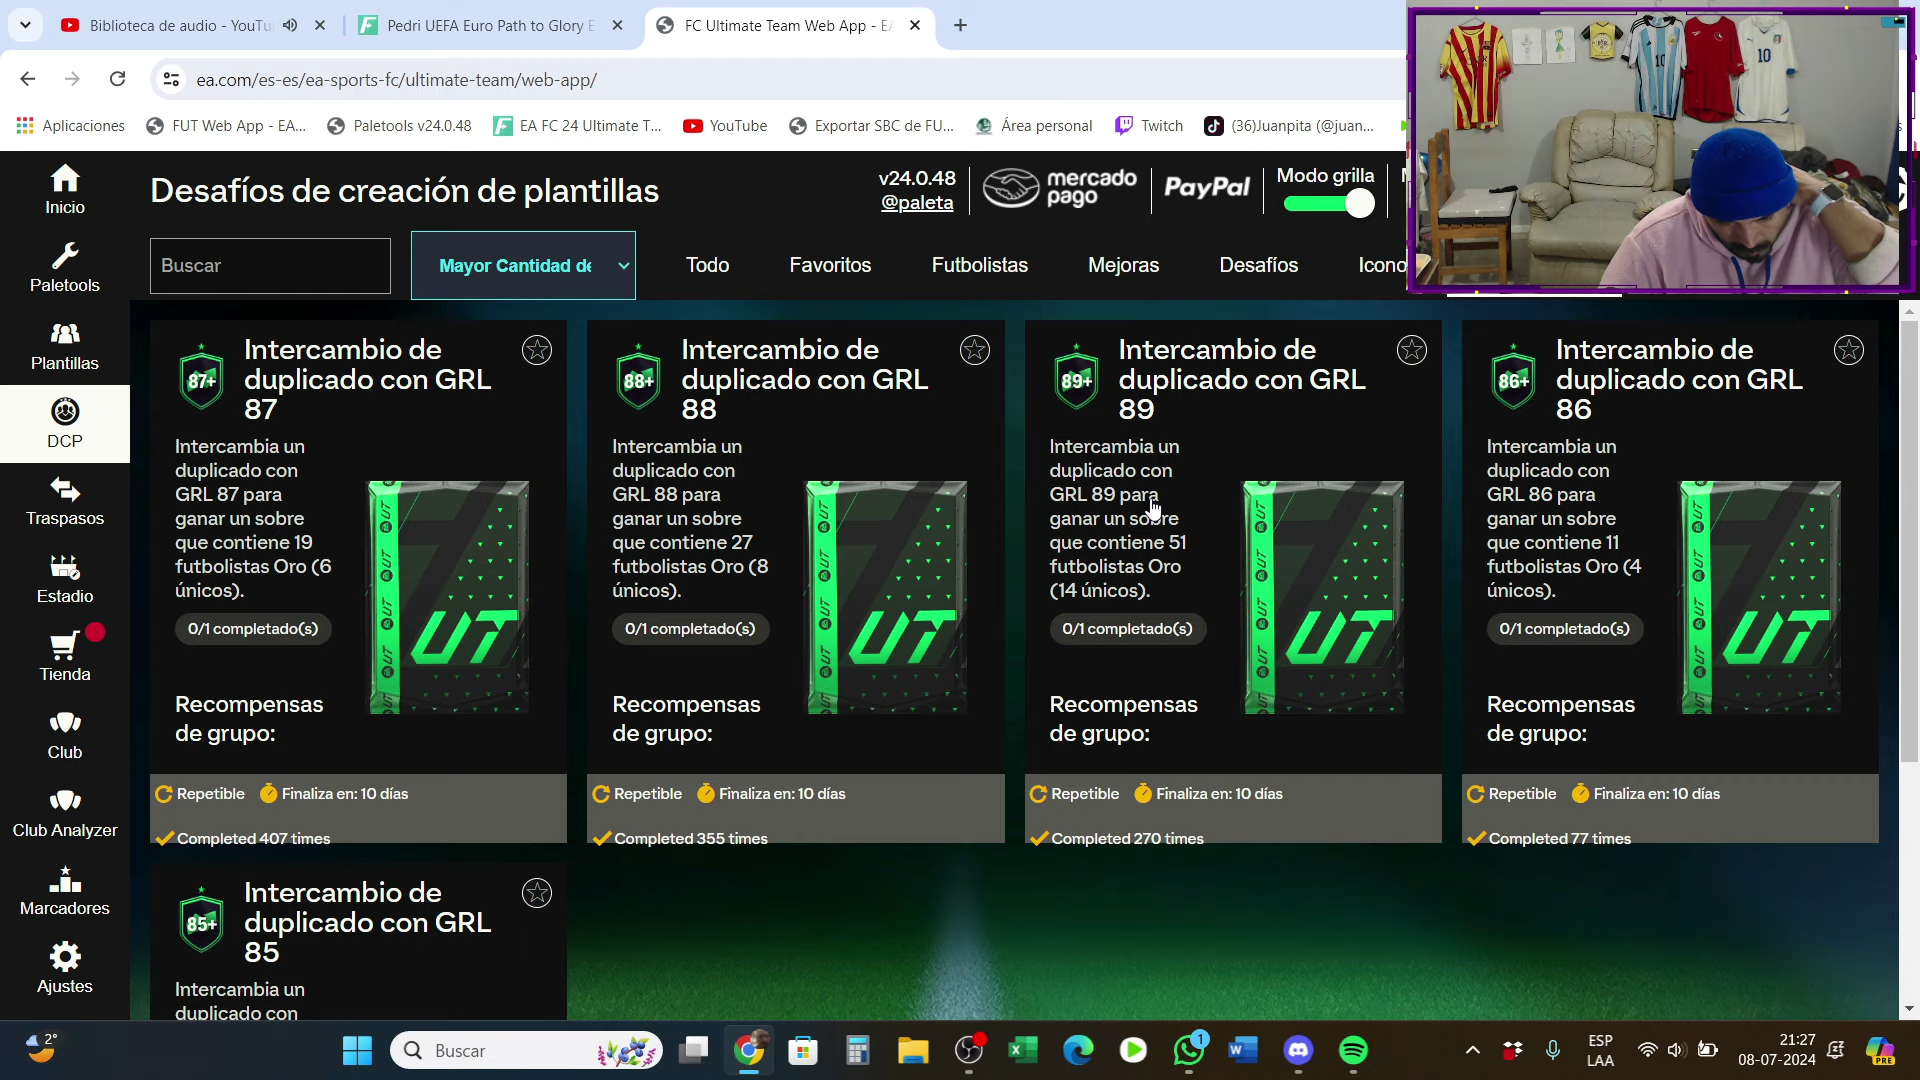 Biblioteca de audio - YouTu
Pedri UEFA Euro Path to Glory E
FC Ultimate Team Web App - EA
ea.com/es-es/ea-sports-fc/ultimate-team/web-app/
Aplicaciones
FUT Web App - EA...
Paletools v24.0.48
EA FC 24 Ultimate T...
YouTube
Exportar SBC de FU...
Área personal
Twitch
(36)Juanpita (@juan...
Inicio
Paletools
Plantillas
DCP
Traspasos
Estadio
Tienda
Club
Club Analyzer
Marcadores
Ajustes
Desafíos de creación de plantillas
v24.0.48
@paleta
mercado
pago
PayPal
Modo grilla
10
10
Buscar
Mayor Cantidad de
Todo
Favoritos
Futbolistas
Mejoras
Desafíos
Icono
87+
Intercambio de
duplicado con GRL
87
Intercambia un
duplicado con
GRL 87 para
ganar un sobre
que contiene 19
futbolistas Oro (6
únicos).
0/1 completado(s)
UT
Recompensas
de grupo:
Repetible
Finaliza en: 10 días
Completed 407 times
88+
Intercambio de
duplicado con GRL
88
Intercambia un
duplicado con
GRL 88 para
ganar un sobre
que contiene 27
futbolistas Oro (8
únicos).
0/1 completado(s)
UT
Recompensas
de grupo:
Repetible
Finaliza en: 10 días
Completed 355 times
89+
Intercambio de
duplicado con GRL
89
Intercambia un
duplicado con
GRL 89 para
ganar un sobre
que contiene 51
futbolistas Oro
(14 únicos).
0/1 completado(s)
UT
Recompensas
de grupo:
Repetible
Finaliza en: 10 días
Completed 270 times
86+
Intercambio de
duplicado con GRL
86
Intercambia un
duplicado con
GRL 86 para
ganar un sobre
que contiene 11
futbolistas Oro (4
únicos).
0/1 completado(s)
UT
Recompensas
de grupo:
Repetible
Finaliza en: 10 días
Completed 77 times
85+
Intercambio de
duplicado con GRL
85
Intercambia un
duplicado con
2°
Buscar
1
ESP
LAA
21:27
08-07-2024
PRE